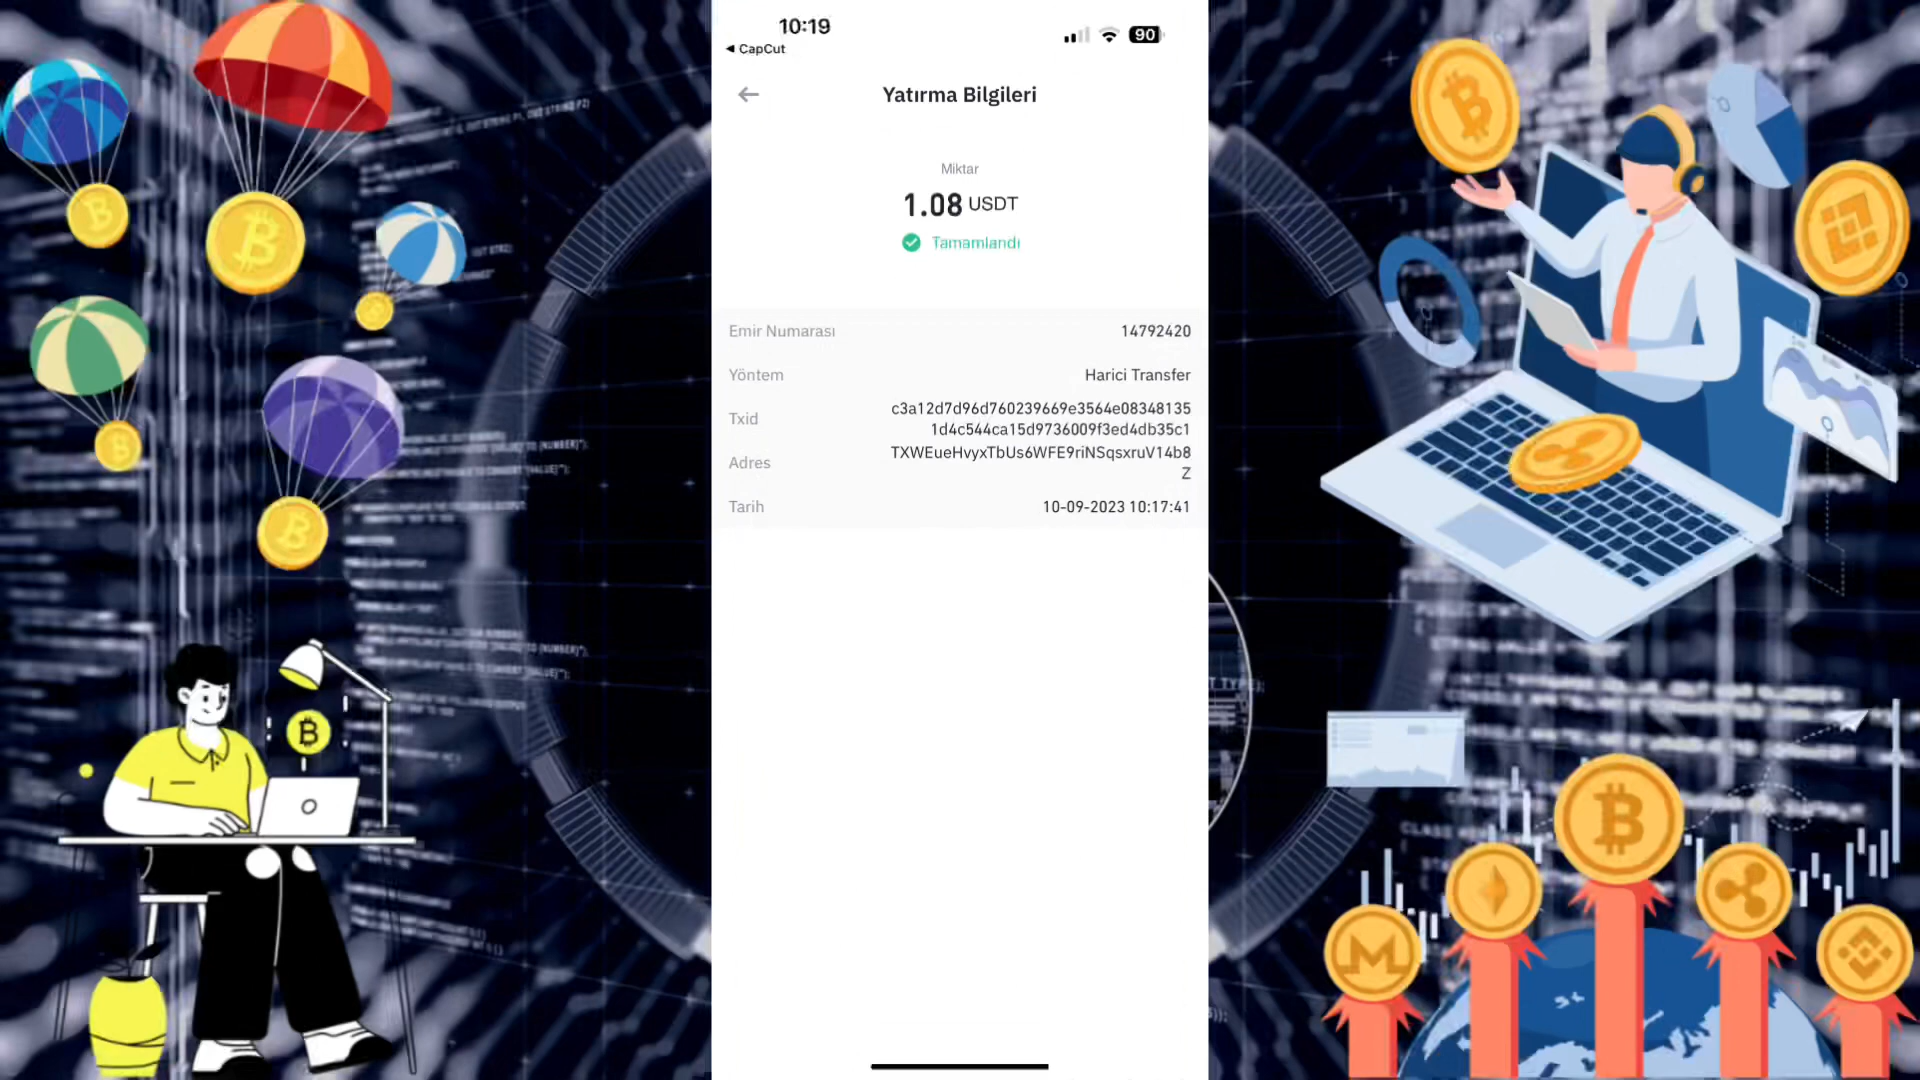 10:19
90
◀ CapCut
Yatırma Bilgileri
Miktar
1.08 USDT
Tamamlandı
Emir Numarası 14792420
Yöntem Harici Transfer
Txid c3a12d7d96d760239669e3564e08348135
1d4c544ca15d9736009f3ed4db35c1
Adres TXWEueHvyxTbUs6WFE9riNSqsxruV14b8
Z
Tarih 10-09-2023 10:17:41